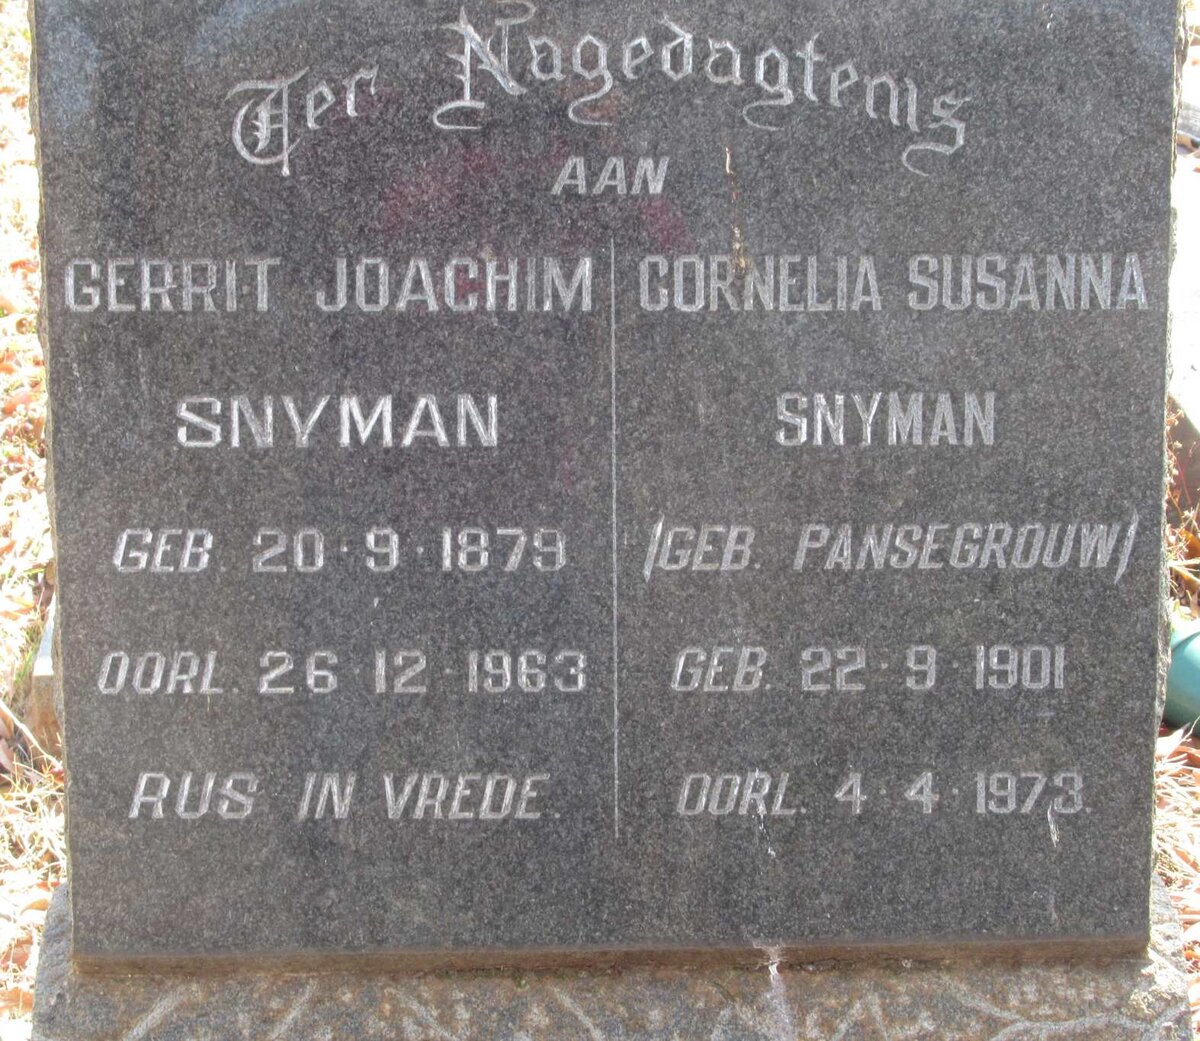 Ter Nagedagtenis
AAN
GERRIT JOACHIM
SNYMAN
GEB. 20·9·1879
OORL. 26·12·1963
RUS IN VREDE.
CORNELIA SUSANNA
SNYMAN
/GEB. PANSEGROUW/
GEB. 22·9·1901
OORL. 4·4·1973.